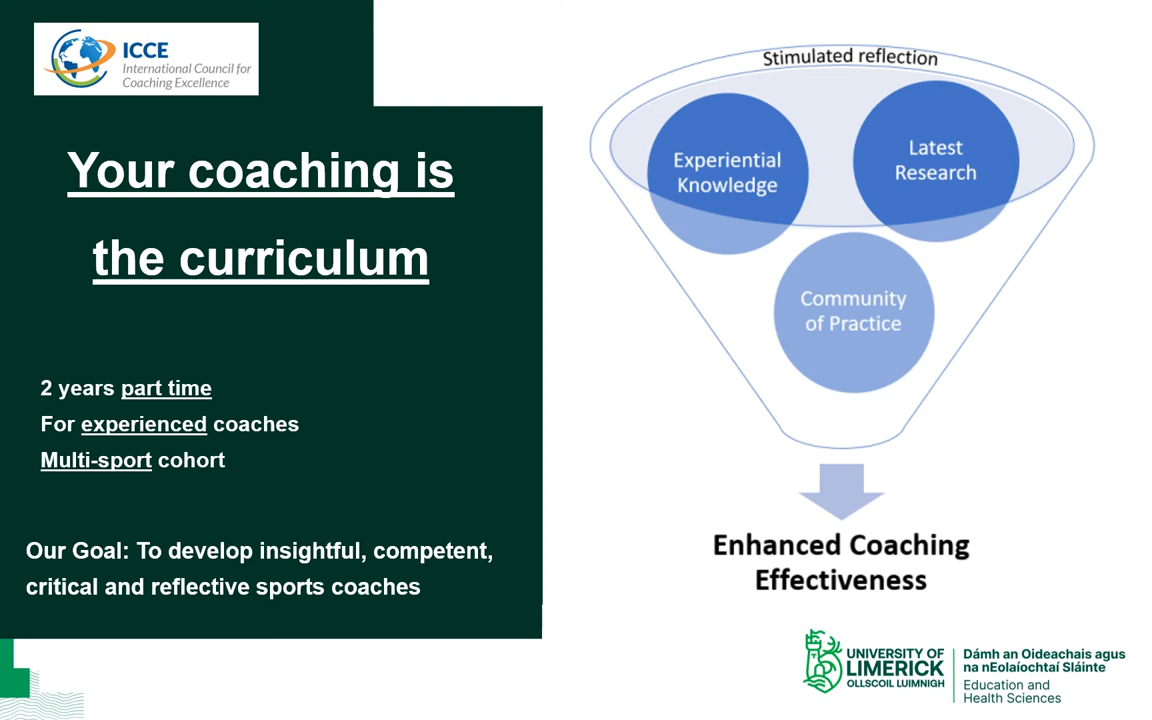 ICCE
International Council for
Coaching Excellence
Your coaching is
the curriculum
2 years part time
For experienced coaches
Multi-sport cohort
Our Goal: To develop insightful, competent,
critical and reflective sports coaches
Stimulated reflection
Experiential
Knowledge
Latest
Research
Community
of Practice
Enhanced Coaching
Effectiveness
UNIVERSITY OF
LIMERICK
OLLSCOIL LUIMNIGH
Dámh an Oideachais agus
na nEolaíochtaí Sláinte
Education and
Health Sciences